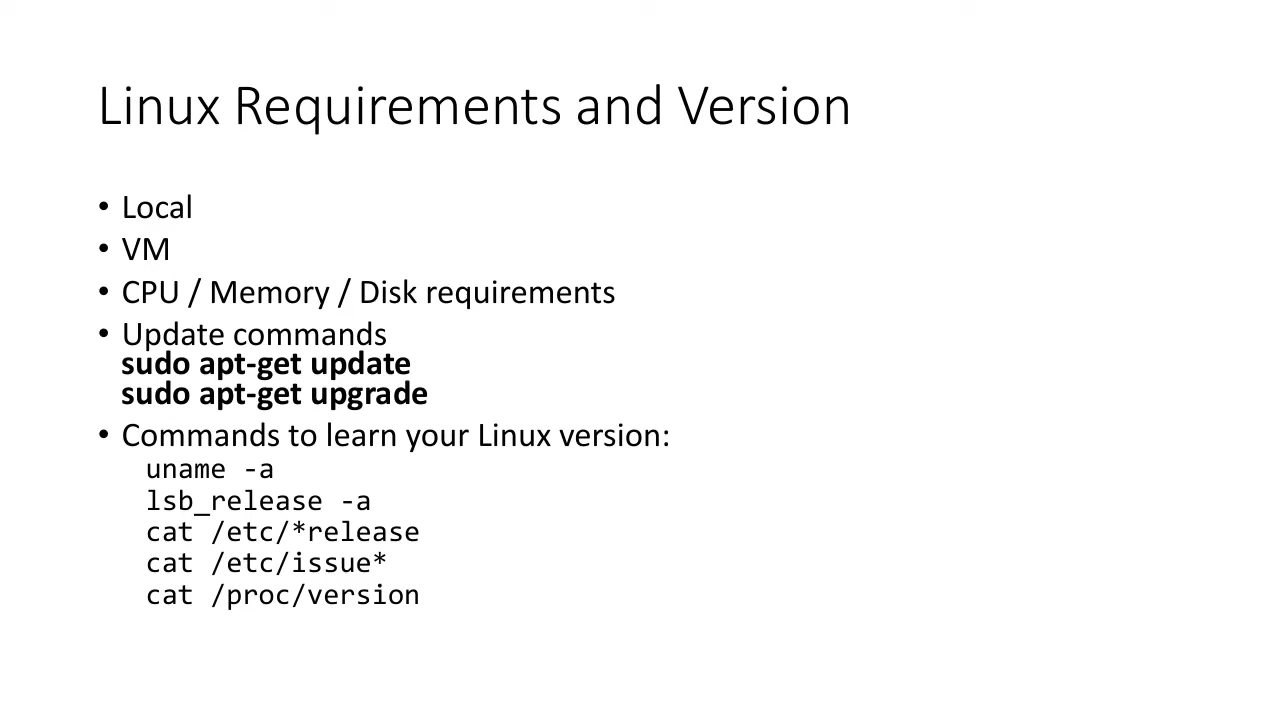 Linux Requirements and Version
• Local
• VM
• CPU / Memory / Disk requirements
• Update commands
sudo apt-get update
sudo apt-get upgrade
• Commands to learn your Linux version:
uname -a
lsb_release -a
cat /etc/*release
cat /etc/issue*
cat /proc/version